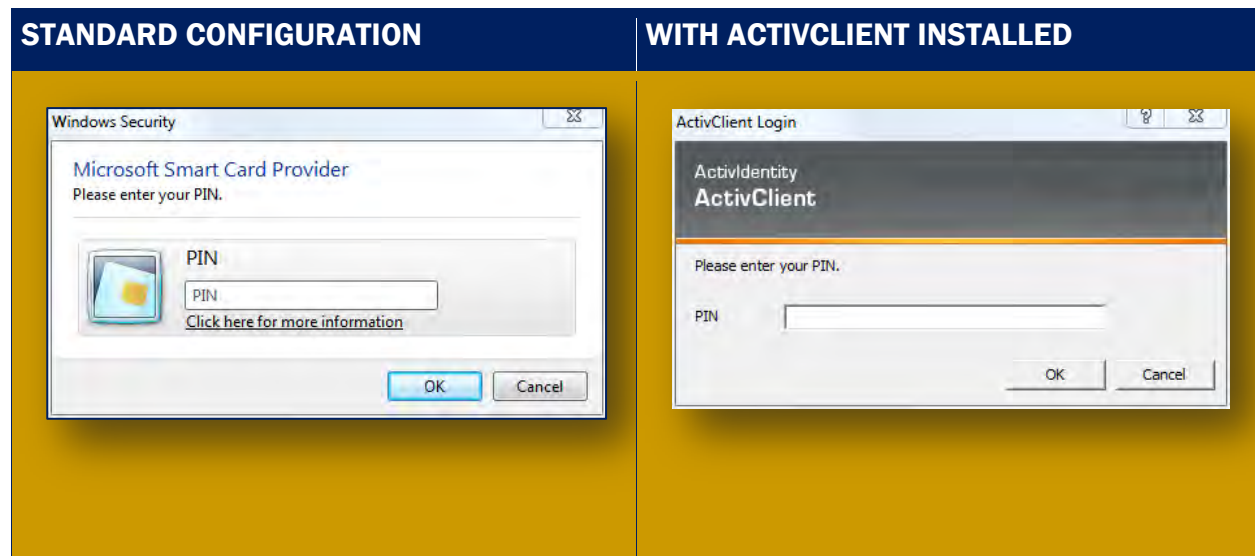 STANDARD CONFIGURATION
WITH ACTIVCLIENT INSTALLED
Windows Security
Microsoft Smart Card Provider
Please enter your PIN.
PIN
PIN
Click here for more information
OK
Cancel
ActivClient Login
ActivIdentity
ActivClient
Please enter your PIN.
PIN
OK
Cancel